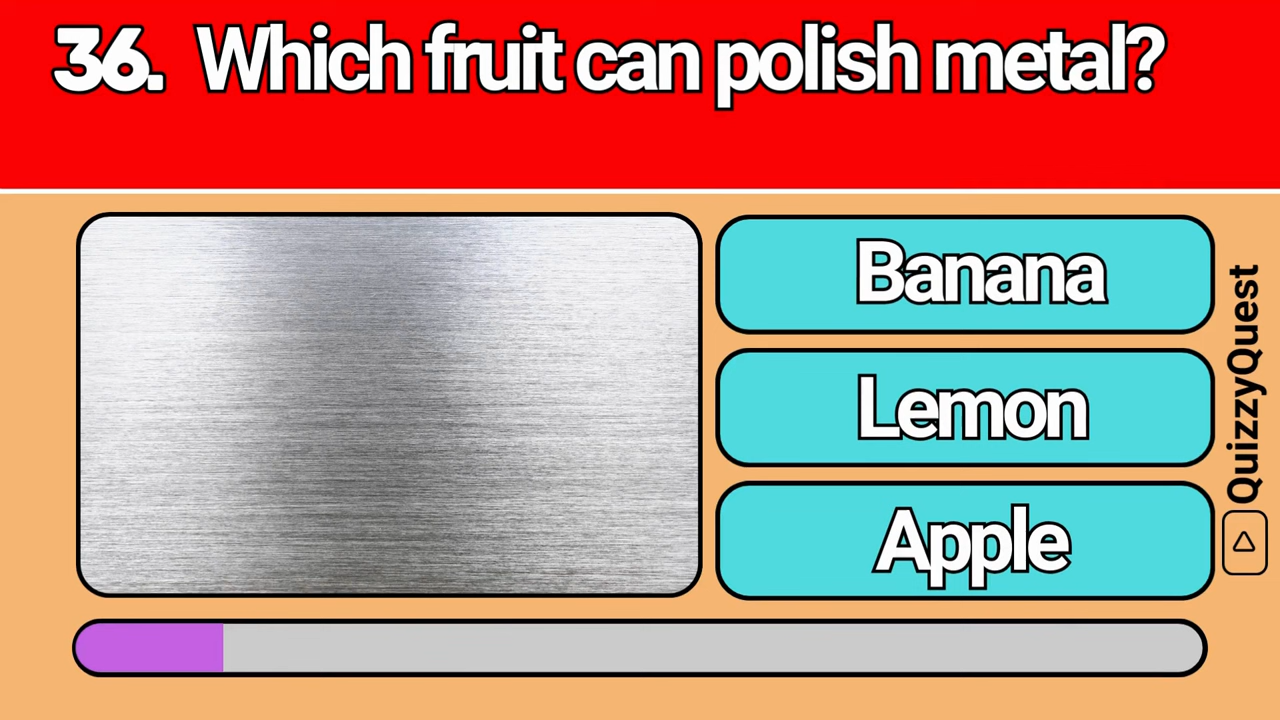 36. Which fruit can polish metal?
Banana
Lemon
Apple
QuizzyQuest